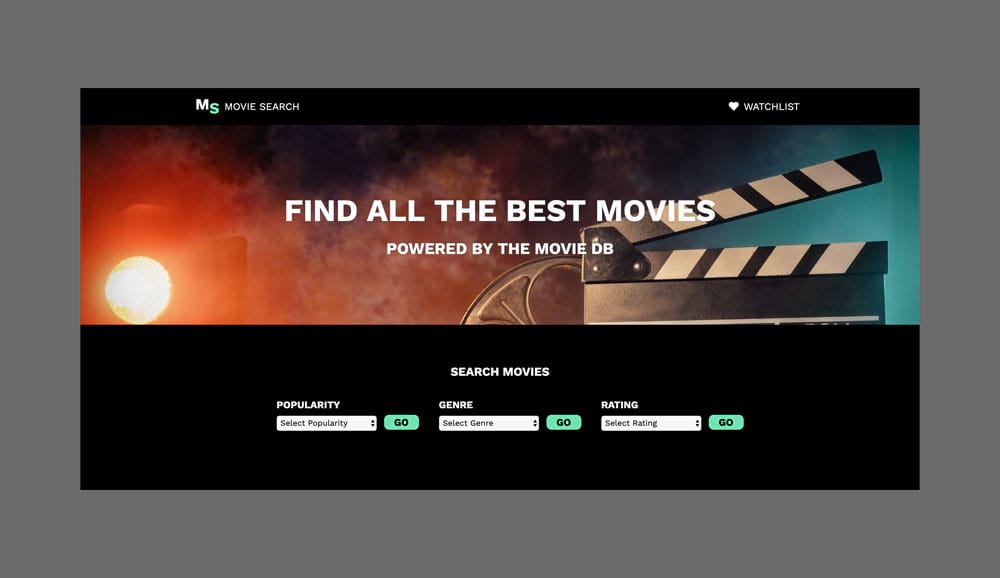 MS MOVIE SEARCH
WATCHLIST
FIND ALL THE BEST MOVIES
POWERED BY THE MOVIE DB
SEARCH MOVIES
POPULARITY
Select Popularity GO
GENRE
Select Genre GO
RATING
Select Rating GO